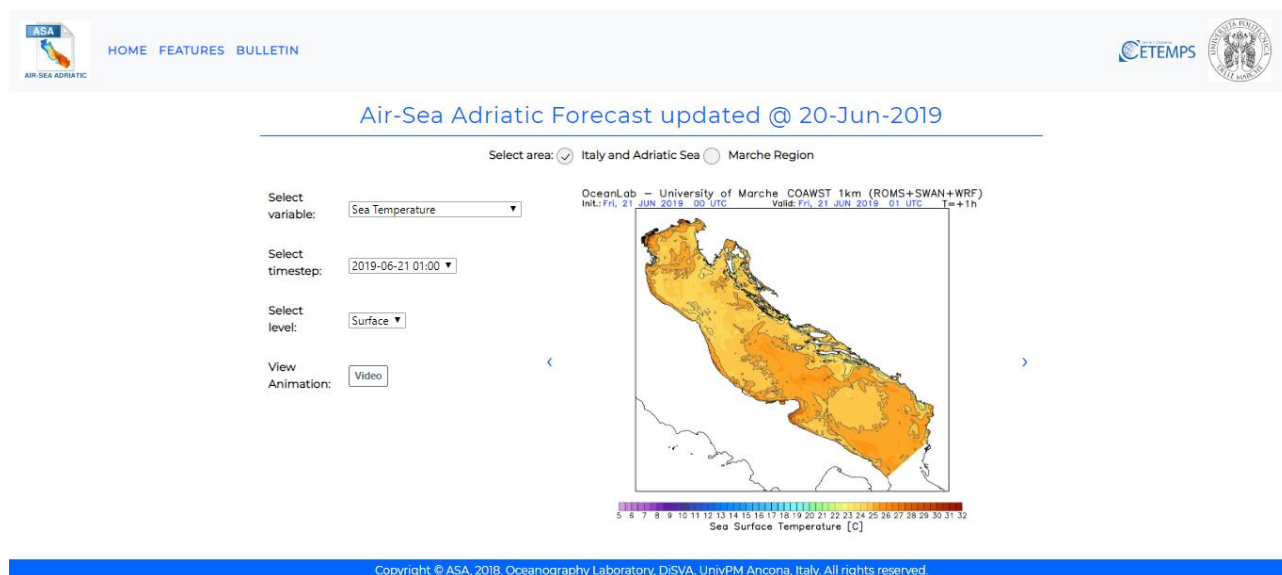 ASA
AIR-SEA ADRIATIC
HOME FEATURES BULLETIN
CETEMPS
Air-Sea Adriatic Forecast updated @ 20-Jun-2019
Select area: Italy and Adriatic Sea Marche Region
Select variable:
Sea Temperature
Select timestep:
2019-06-21 01:00
Select level:
Surface
View Animation:
Video
OceanLab – University of Marche COAWST 1km (ROMS+SWAN+WRF)
Init.: Fri, 21 JUN 2019 00 UTC Valid: Fri, 21 JUN 2019 01 UTC T=+1h
5 6 7 8 9 10 11 12 13 14 15 16 17 18 19 20 21 22 23 24 25 26 27 28 29 30 31 32
Sea Surface Temperature [C]
Copyright © ASA, 2018. Oceanography Laboratory, DiSVA, UnivPM Ancona, Italy. All rights reserved.